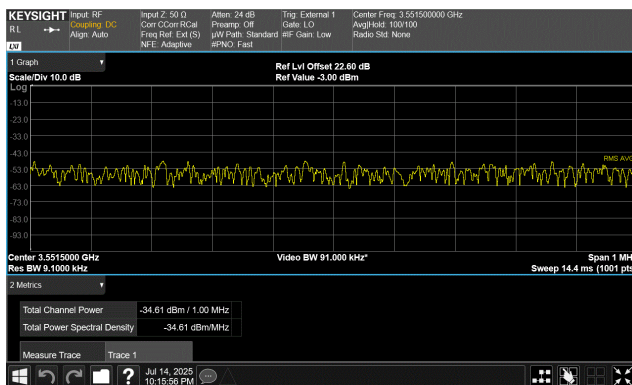 KEYSIGHT Input: RF Input Z: 50 Ω Atten: 24 dB Trig: External 1 Center Freq: 3.551500000 GHz
R L Coupling: DC Corr CCorr RCal Preamp: Off Gate: LO Avg|Hold: 100/100
Align: Auto Freq Ref: Ext (S) µW Path: Standard #IF Gain: Low Radio Std: None
LXI NFE: Adaptive #PNO: Fast
1 Graph
Ref Lvl Offset 22.60 dB
Scale/Div 10.0 dB Ref Value -3.00 dBm
Log
-13.0
-23.0
-33.0
-43.0
RMS AVG
-53.0
-63.0
-73.0
-83.0
-93.0
Center 3.5515000 GHz Video BW 91.000 kHz* Span 1 MH
Res BW 9.1000 kHz Sweep 14.4 ms (1001 pts
2 Metrics
Total Channel Power -34.61 dBm / 1.00 MHz
Total Power Spectral Density -34.61 dBm/MHz
Measure Trace Trace 1
? Jul 14, 2025
10:15:56 PM